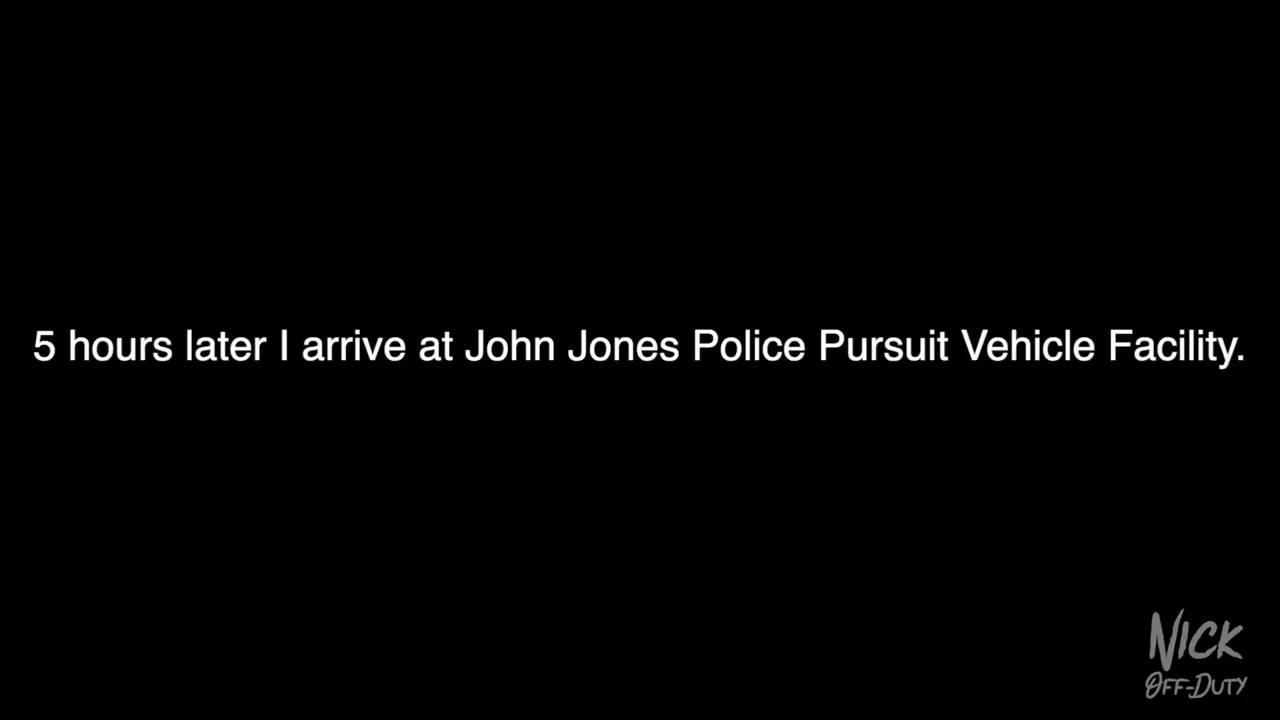 5 hours later I arrive at John Jones Police Pursuit Vehicle Facility.
NICK
OFF-DUTY